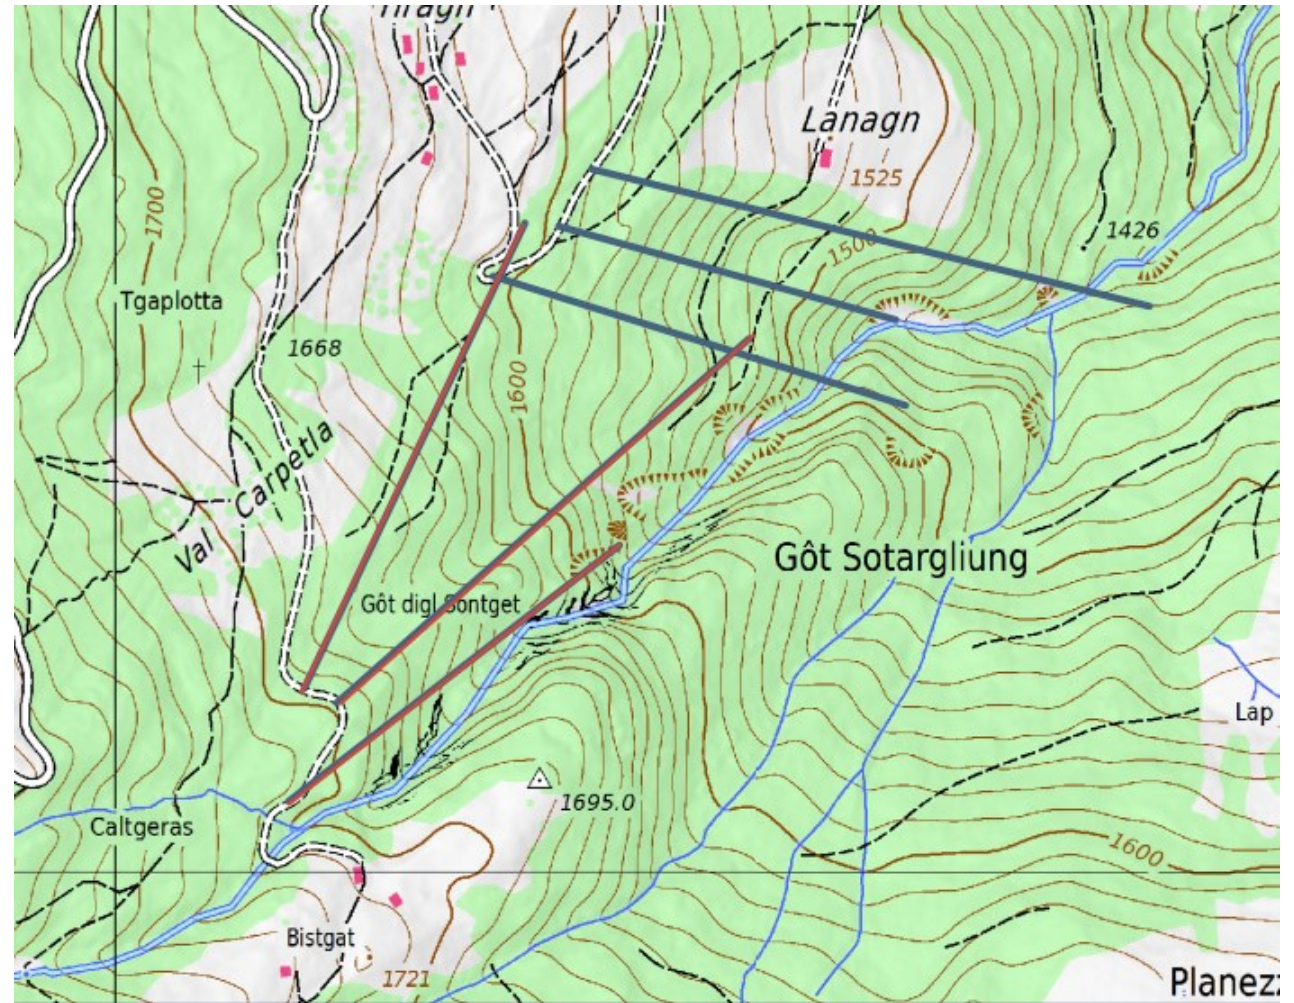 Lanagn
1525
1700
1426
1500
Tgaplotta
1668
1600
Val Carpetla
Gôt Sotargliung
Gôt digl Sontget
Lap
1695.0
Caltgeras
1600
Bistgat
1721